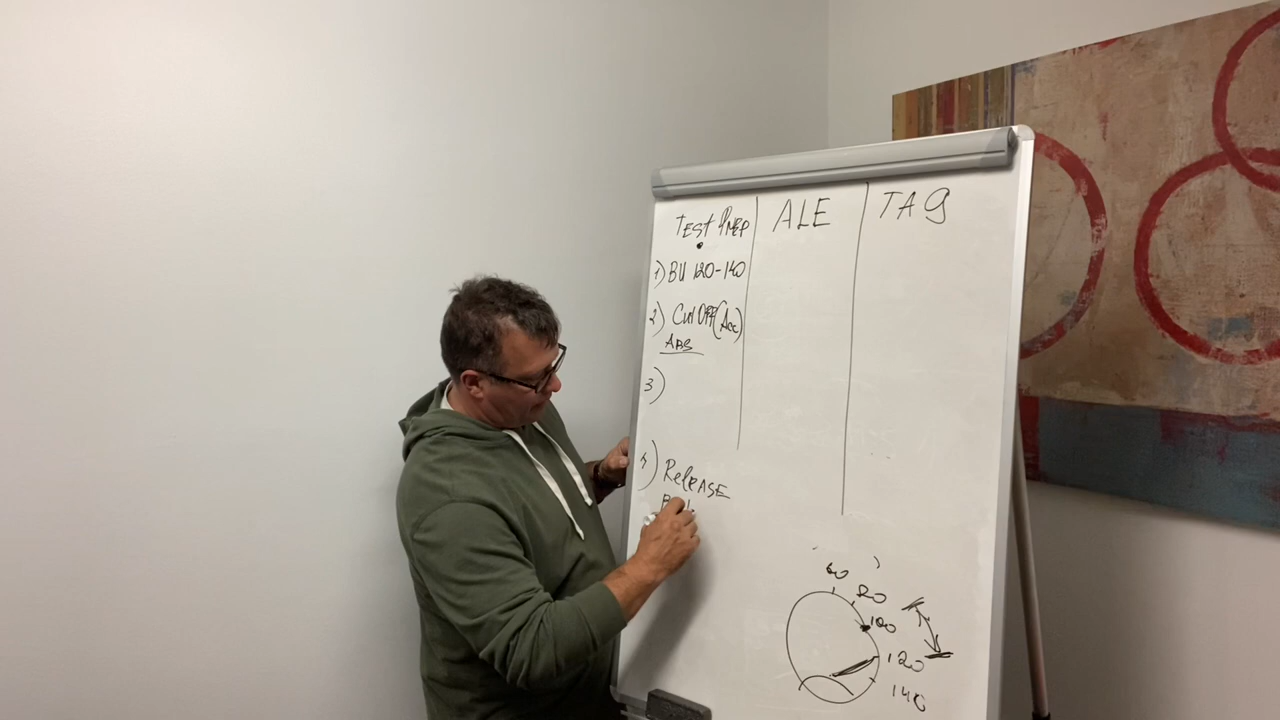 TEST PREP
ALE
TAG
1) BU 120-140
2) Cut OFF (Acc)
ABS
3)
4) RELEASE
60
80
100
120
140